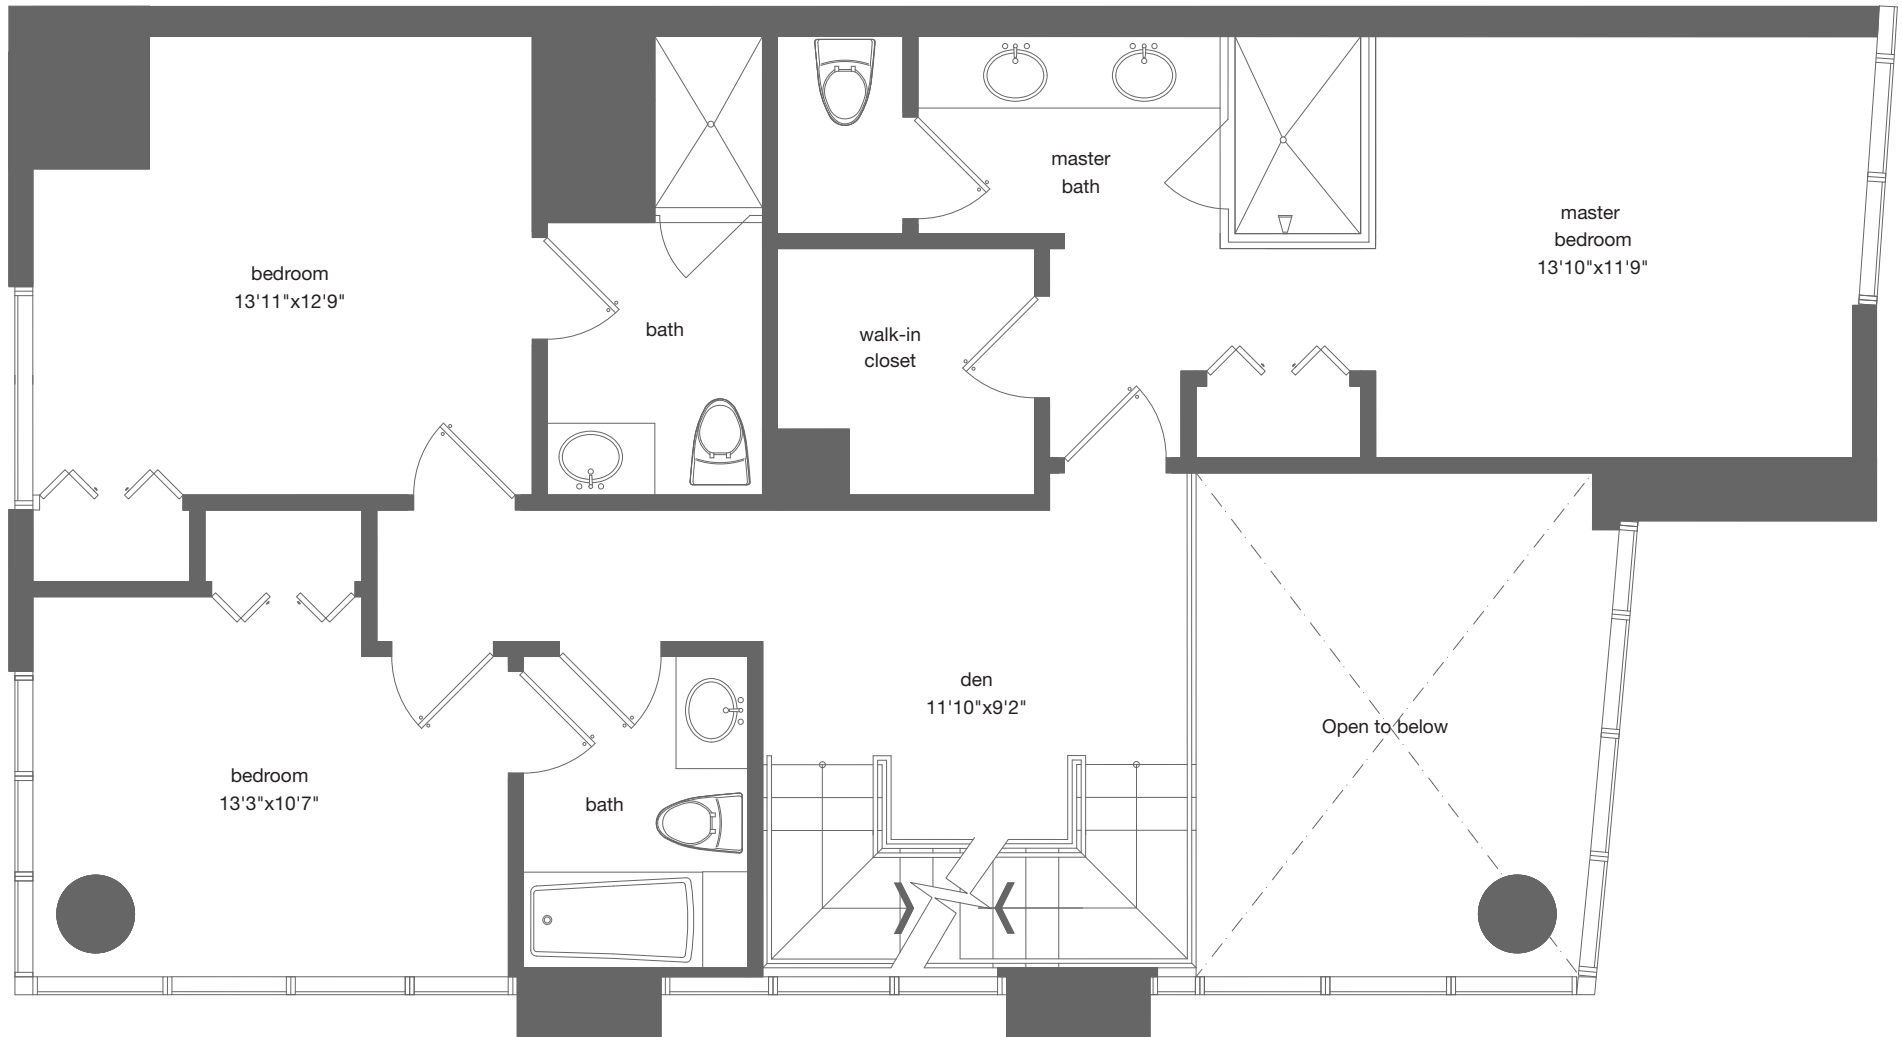 master
bath
master
bedroom
13'10"x11'9"
bedroom
13'11"x12'9"
bath
walk-in
closet
den
11'10"x9'2"
Open to below
bedroom
13'3"x10'7"
bath